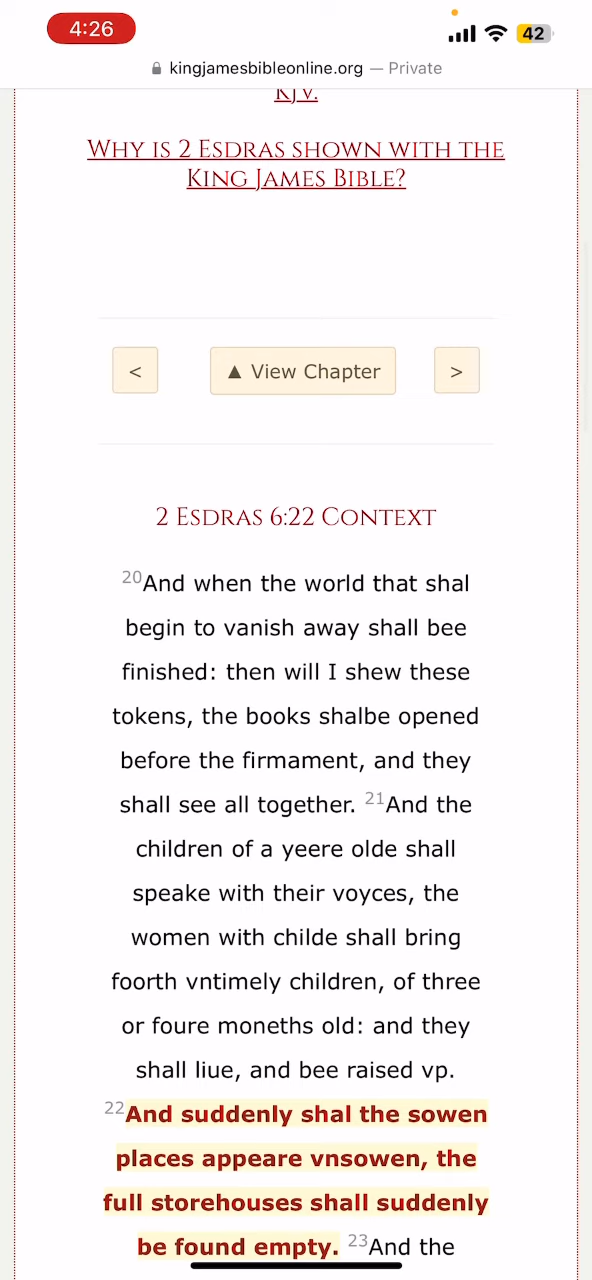 4:26
42
kingjamesbibleonline.org — Private
KJV.
Why is 2 Esdras shown with the
King James Bible?
<
▲ View Chapter
>
2 Esdras 6:22 Context
20And when the world that shal
begin to vanish away shall bee
finished: then will I shew these
tokens, the books shalbe opened
before the firmament, and they
shall see all together. 21And the
children of a yeere olde shall
speake with their voyces, the
women with childe shall bring
foorth vntimely children, of three
or foure moneths old: and they
shall liue, and bee raised vp.
22And suddenly shal the sowen
places appeare vnsowen, the
full storehouses shall suddenly
be found empty. 23And the